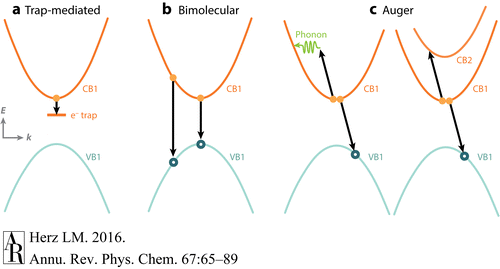 a Trap-mediated
b Bimolecular
c Auger
Phonon
CB2
CB1
CB1
CB1
CB1
e⁻ trap
E
k
VB1
VB1
VB1
VB1
AR
Herz LM. 2016.
Annu. Rev. Phys. Chem. 67:65–89